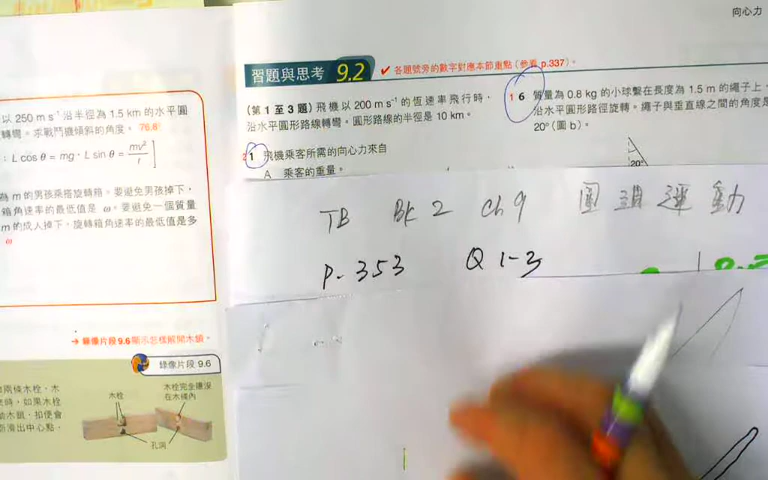 向心力
習題與思考 9.2 ✔ 各題號旁的數字對應本節重點 (參看 p.337)。
以 250 m s⁻¹ 沿半徑為 1.5 km 的水平圓
轉彎。求戰鬥機傾斜的角度。 76.8°
L cos θ = mg,L sin θ = mv²/r
為 m 的男孩乘搭旋轉箱。要避免男孩掉下,
箱角速率的最低值是 ω。要避免一個質量
m 的成人掉下,旋轉箱角速率的最低值是多
ω
➔ 錄像片段 9.6 顯示怎樣解開木鎖。
錄像片段 9.6
木栓
木栓完全藏沒
在木條內
孔洞
(第 1 至 3 題) 飛機以 200 m s⁻¹ 的恆速率飛行時,
沿水平圓形路線轉彎。圓形路線的半徑是 10 km。
1 飛機乘客所需的向心力來自
A 乘客的重量。
1 6 質量為 0.8 kg 的小球繫在長度為 1.5 m 的繩子上,
沿水平圓形路徑旋轉。繩子與垂直線之間的角度是
20° (圖 b)。
20°
TB Bk 2 Ch 9 圓周運動
P. 353 Q 1-3